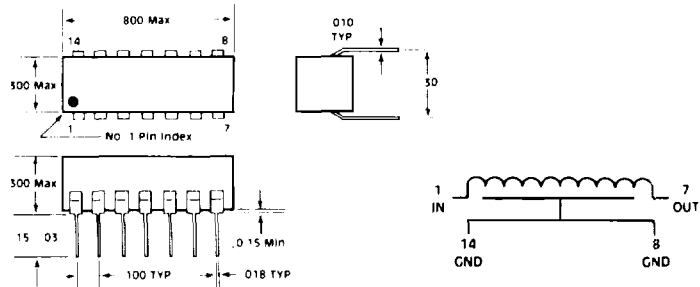 800 Max
14
8
300 Max
1
7
No. 1 Pin Index
.010
TYP
30
300 Max
15 03
0.15 Min
100 TYP
018 TYP
1
IN
7
OUT
14
GND
8
GND